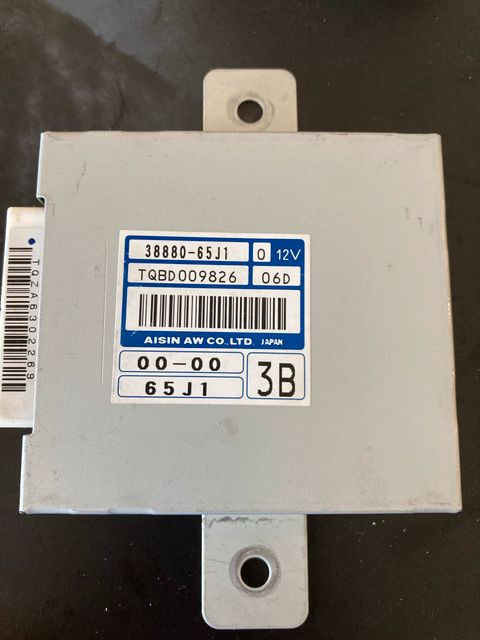 38880-65J1 0 12V
TQBD009826 06D
AISIN AW CO.,LTD. JAPAN
00-00
65J1
3B
TQZA6302269